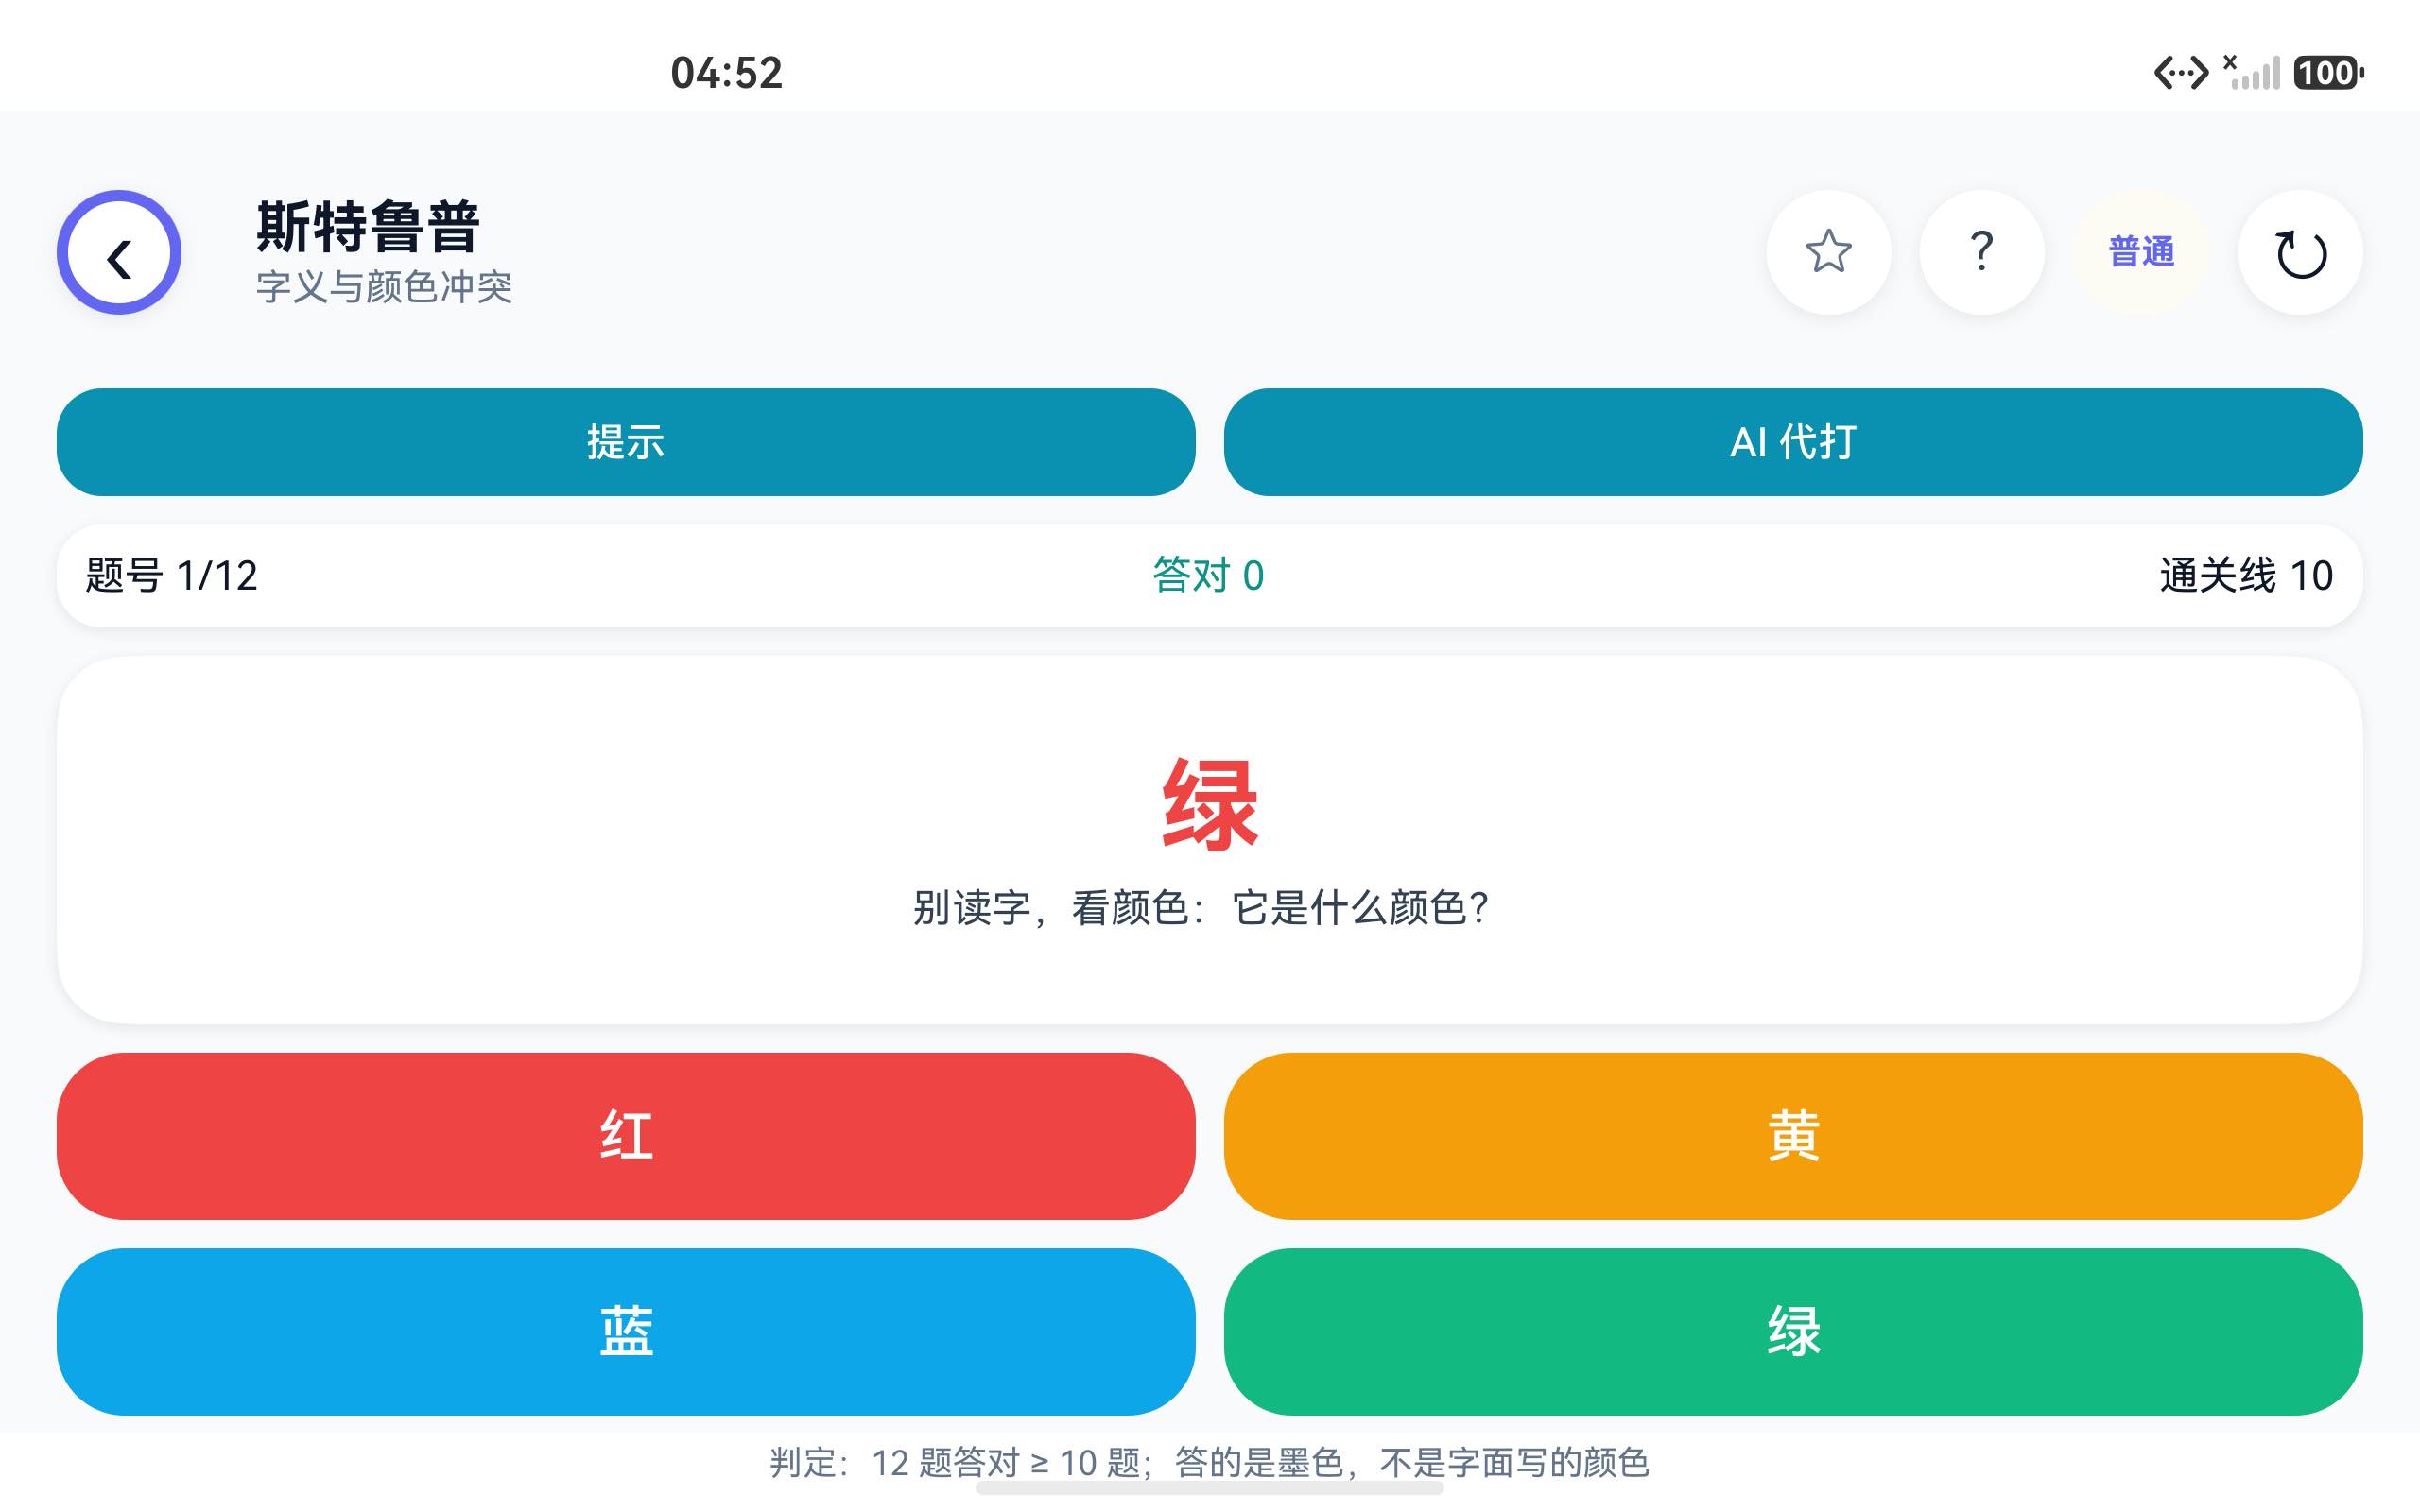 04:52
100
斯特鲁普
字义与颜色冲突
?
普通
提示
AI 代打
题号 1/12
答对 0
通关线 10
绿
别读字，看颜色：它是什么颜色？
红
黄
蓝
绿
判定：12 题答对 ≥ 10 题；答的是墨色，不是字面写的颜色